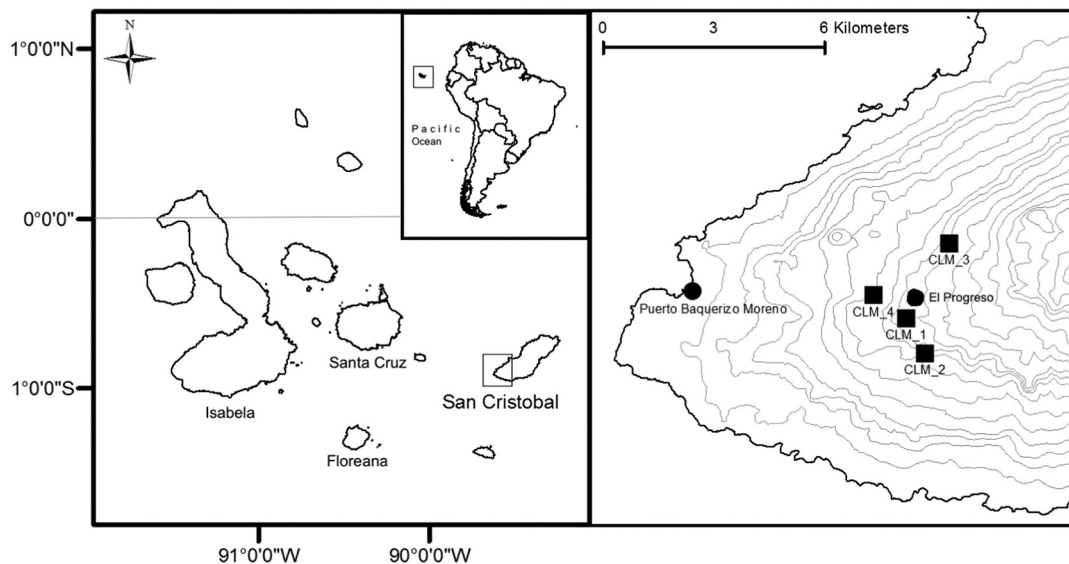 N
1°0'0"N
0°0'0"
1°0'0"S
91°0'0"W
90°0'0"W
Pacific
Ocean
Isabela
Santa Cruz
Floreana
San Cristobal
0 3 6 Kilometers
Puerto Baquerizo Moreno
El Progreso
CLM_3
CLM_4
CLM_1
CLM_2